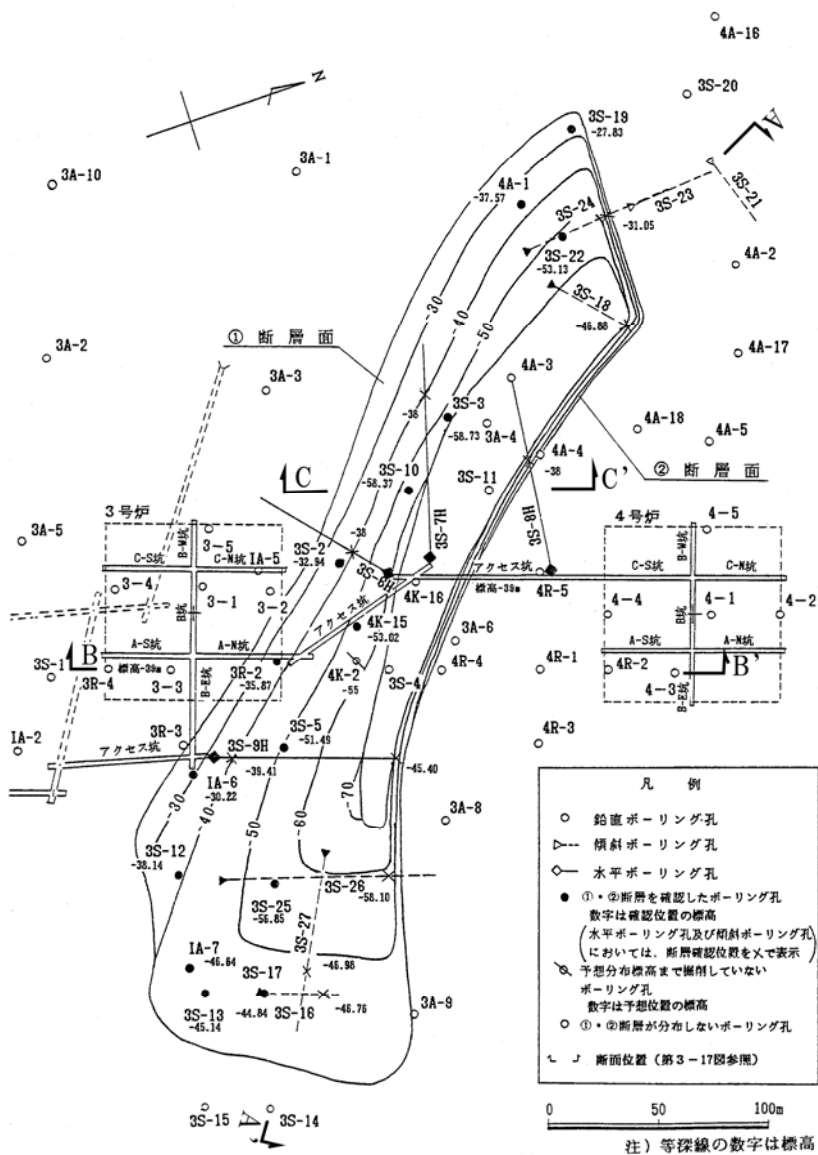 4A-16
3S-20
N
3S-19
-27.83
3A-10
3A-1
4A-1
-37.57
A
3S-21
3S-24
3S-23
-31.05
3S-22
-53.13
4A-2
3S-18
-46.88
-30
-40
-50
① 断層面
3A-2
3A-3
4A-3
4A-17
-38
3S-3
-58.73
3A-4
4A-18
4A-5
4A-4
-38
② 断層面
3S-10
-58.37
3S-11
C
C'
3号炉
4号炉
3A-5
3-5
B-W坑
C-S坑
C-N坑
IA-5
3S-2
-32.94
-38
3S-6H
3S-7H
3S-8H
4-5
B-W坑
C-S坑
C-N坑
3-4
3-1
3-2
B坑
アクセス坑
4K-16
アクセス坑
標高-39m
4R-5
4-4
4-1
4-2
B坑
4K-15
-53.02
3A-6
A-S坑
A-N坑
A-S坑
A-N坑
B
標高-39m
3S-1
3R-4
3-3
3R-2
-35.87
4K-2
-55
3S-4
4R-4
4R-1
4R-2
4-3
B'
B-E坑
B-E坑
IA-2
3R-3
アクセス坑
3S-9H
-39.41
3S-5
-51.49
-45.40
4R-3
IA-6
-30.22
-30
-40
-50
-60
-70
3A-8
3S-12
-38.14
3S-25
-56.85
3S-26
-58.10
3S-27
IA-7
-46.64
3S-17
-44.84
3S-16
-46.98
-46.76
3S-13
-45.14
3A-9
3S-15
A'
3S-14
凡 例
鉛直ボーリング孔
傾斜ボーリング孔
水平ボーリング孔
①・②断層を確認したボーリング孔
数字は確認位置の標高
(水平ボーリング孔及び傾斜ボーリング孔
においては、断層確認位置を×で表示)
予想分布標高まで掘削していない
ボーリング孔
数字は予想位置の標高
①・②断層が分布しないボーリング孔
断面位置(第3-17図参照)
0 50 100m
注)等深線の数字は標高